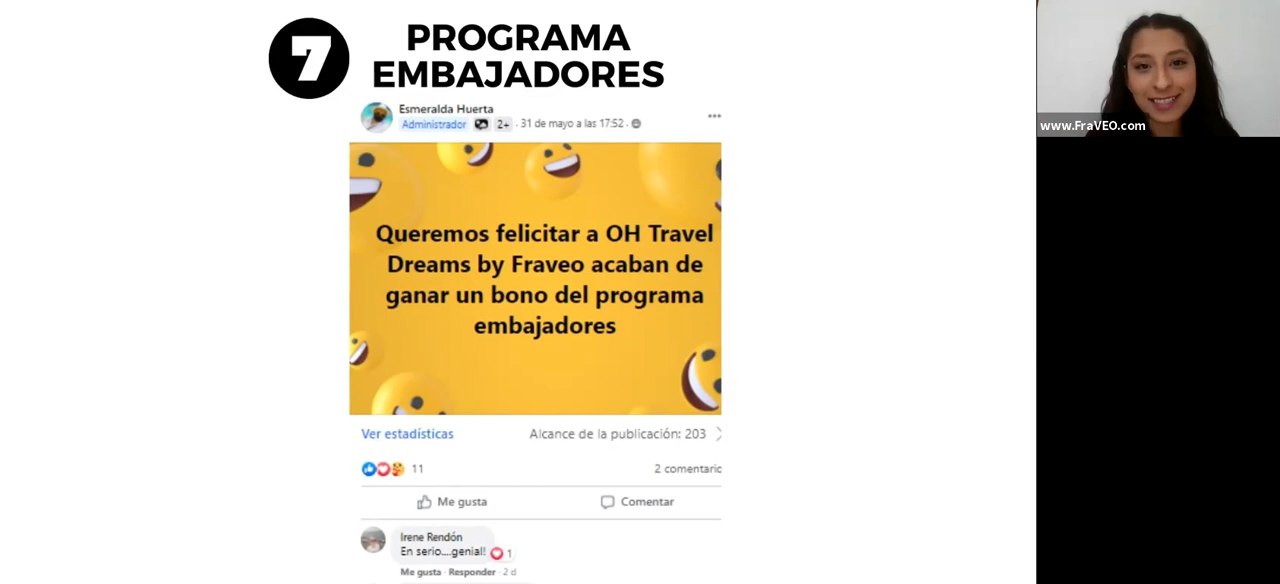 7
PROGRAMA
EMBAJADORES
Esmeralda Huerta
Administrador 2+ · 31 de mayo a las 17:52 ·
Queremos felicitar a OH Travel
Dreams by Fraveo acaban de
ganar un bono del programa
embajadores
Ver estadísticas Alcance de la publicación: 203
11 2 comentario
Me gusta Comentar
Irene Rendón
En serio....genial! 1
Me gusta · Responder · 2 d
www.FraVEO.com